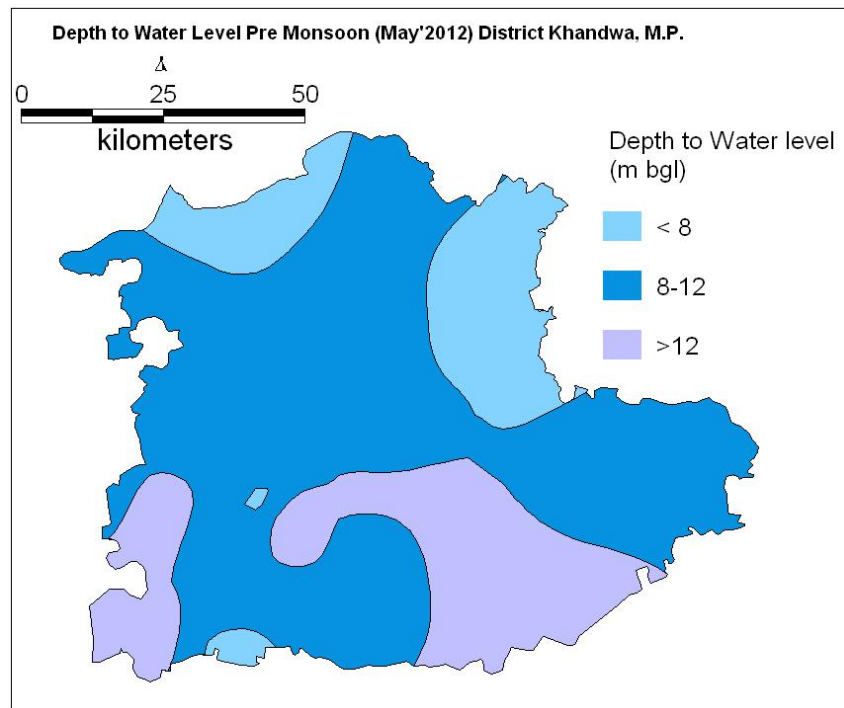 Depth to Water Level Pre Monsoon (May'2012) District Khandwa, M.P.
0 25 50
kilometers
Depth to Water level
(m bgl)
< 8
8-12
>12